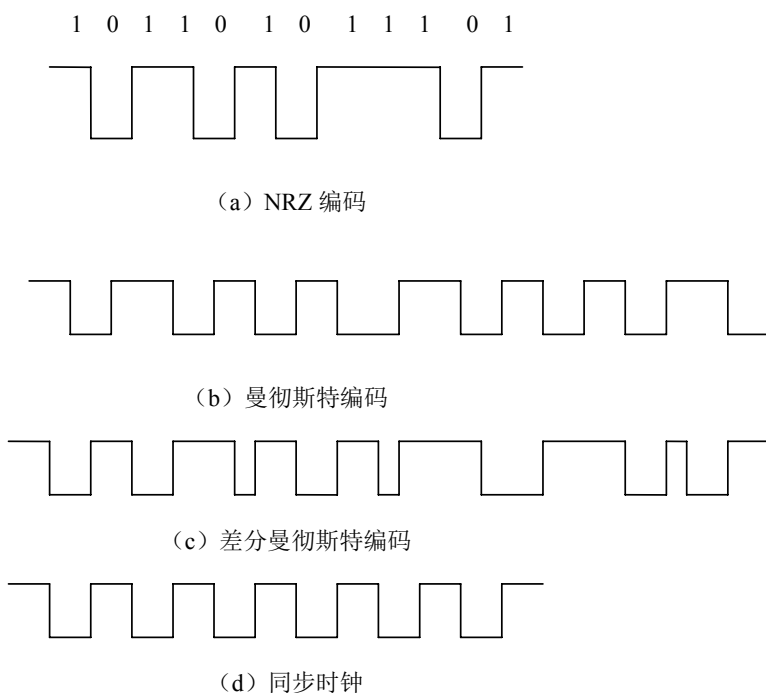 1 0 1 1 0 1 0 1 1 1 0 1
（a）NRZ 编码
（b）曼彻斯特编码
（c）差分曼彻斯特编码
（d）同步时钟